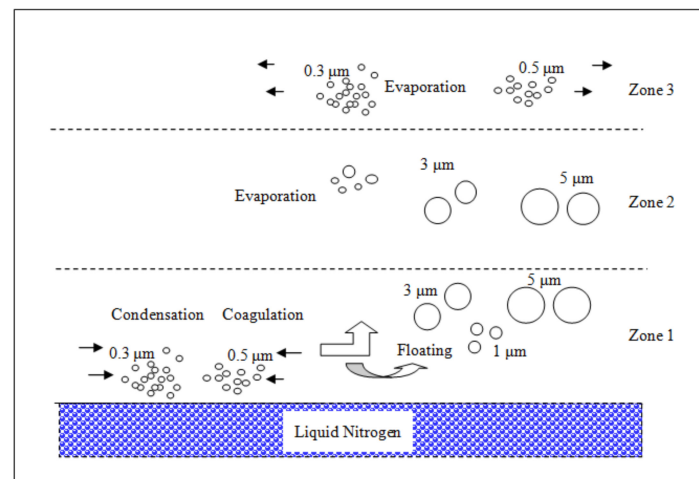 0.3 µm
0.5 µm
Evaporation
Zone 3
3 µm
5 µm
Evaporation
Zone 2
5 µm
3 µm
Condensation
Coagulation
Zone 1
0.3 µm
0.5 µm
Floating
1 µm
Liquid Nitrogen